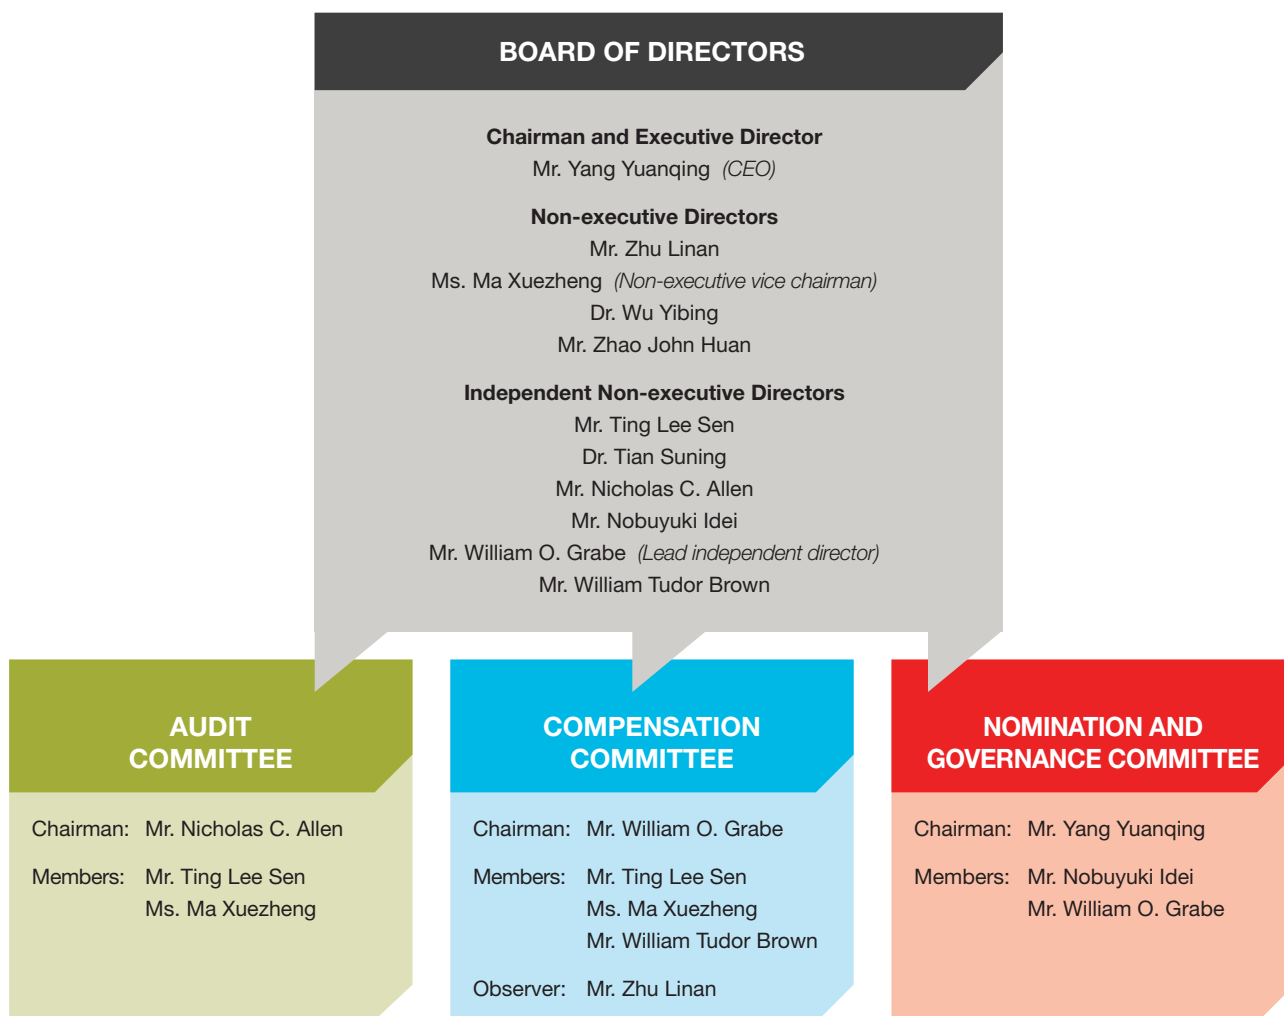 BOARD OF DIRECTORS
Chairman and Executive Director
Mr. Yang Yuanqing (CEO)
Non-executive Directors
Mr. Zhu Linan
Ms. Ma Xuezheng (Non-executive vice chairman)
Dr. Wu Yibing
Mr. Zhao John Huan
Independent Non-executive Directors
Mr. Ting Lee Sen
Dr. Tian Suning
Mr. Nicholas C. Allen
Mr. Nobuyuki Idei
Mr. William O. Grabe (Lead independent director)
Mr. William Tudor Brown
AUDIT
COMMITTEE
Chairman: Mr. Nicholas C. Allen
Members: Mr. Ting Lee Sen
Ms. Ma Xuezheng
COMPENSATION
COMMITTEE
Chairman: Mr. William O. Grabe
Members: Mr. Ting Lee Sen
Ms. Ma Xuezheng
Mr. William Tudor Brown
Observer: Mr. Zhu Linan
NOMINATION AND
GOVERNANCE COMMITTEE
Chairman: Mr. Yang Yuanqing
Members: Mr. Nobuyuki Idei
Mr. William O. Grabe